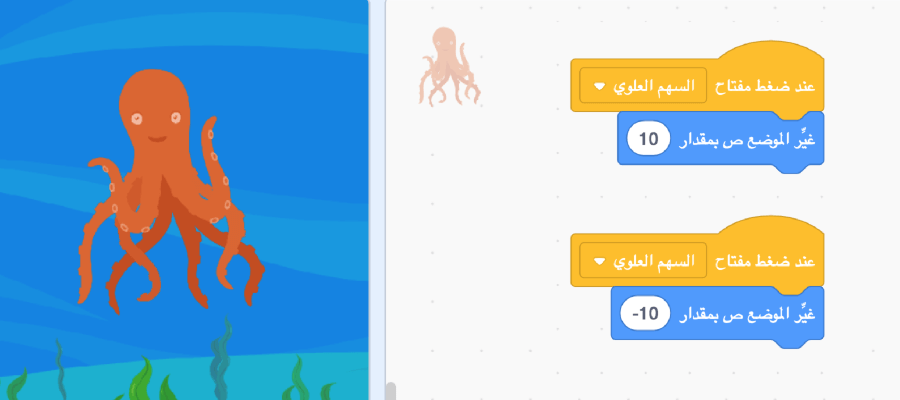 عند ضغط مفتاح السهم العلوي
غيِّر الموضع ص بمقدار 10
عند ضغط مفتاح السهم العلوي
غيِّر الموضع ص بمقدار -10